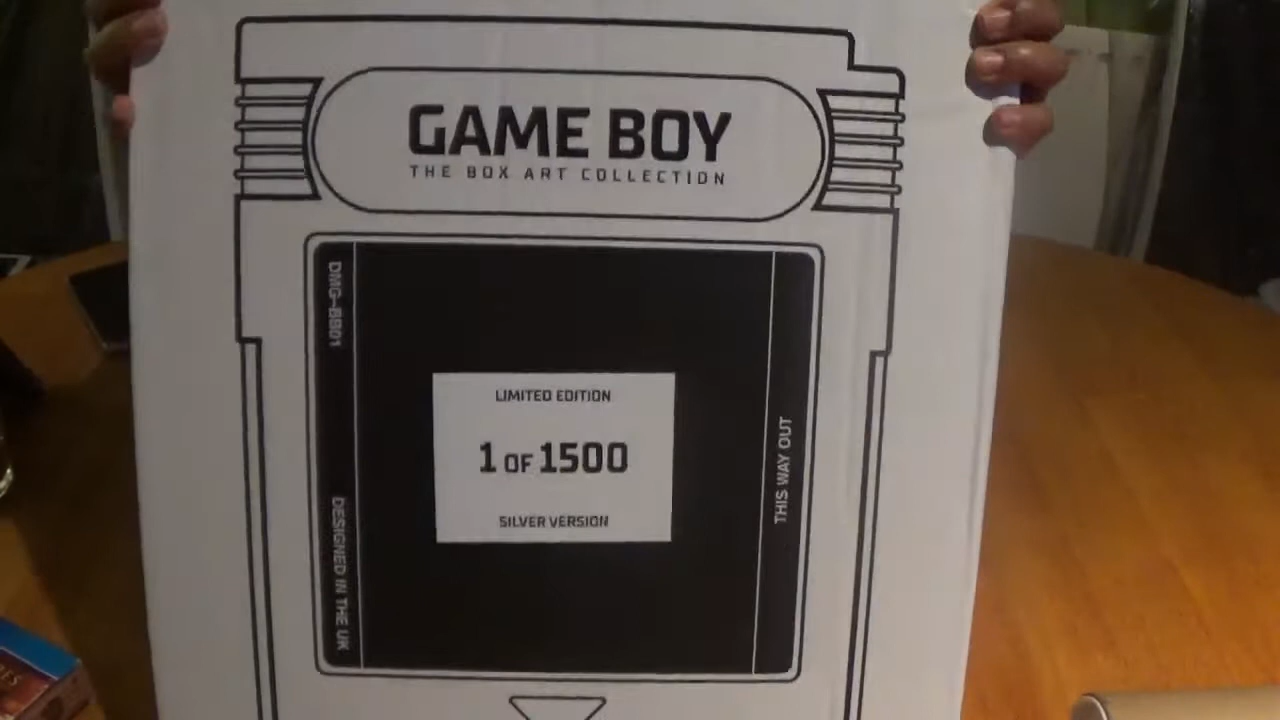 GAME BOY
THE BOX ART COLLECTION
DMG-BB01
DESIGNED IN THE UK
LIMITED EDITION
1 OF 1500
SILVER VERSION
THIS WAY OUT